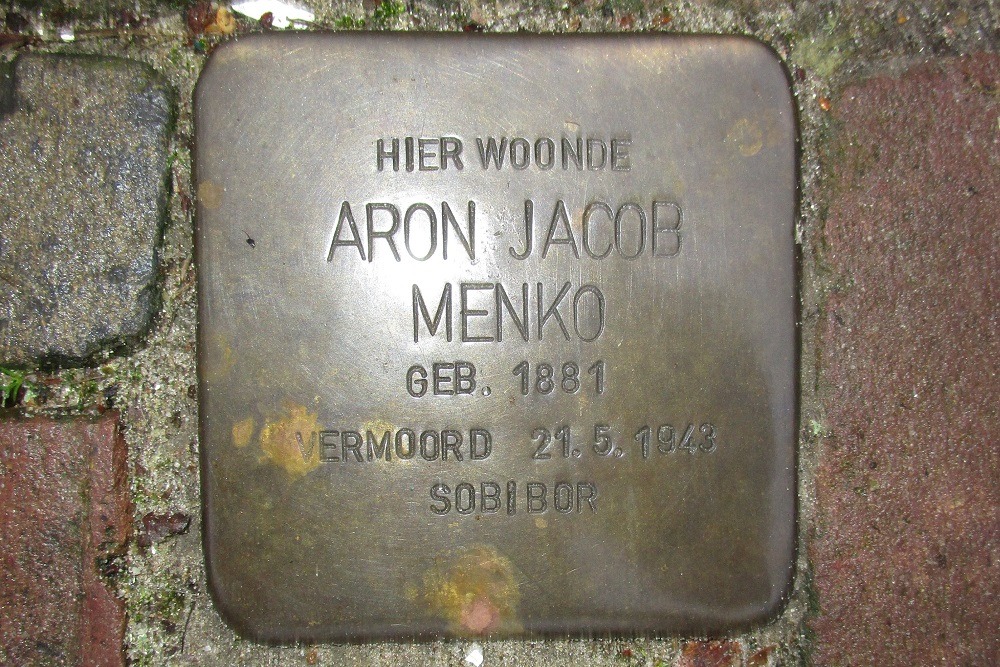 HIER WOONDE
ARON JACOB
MENKO
GEB. 1881
VERMOORD 21.5.1943
SOBIBOR